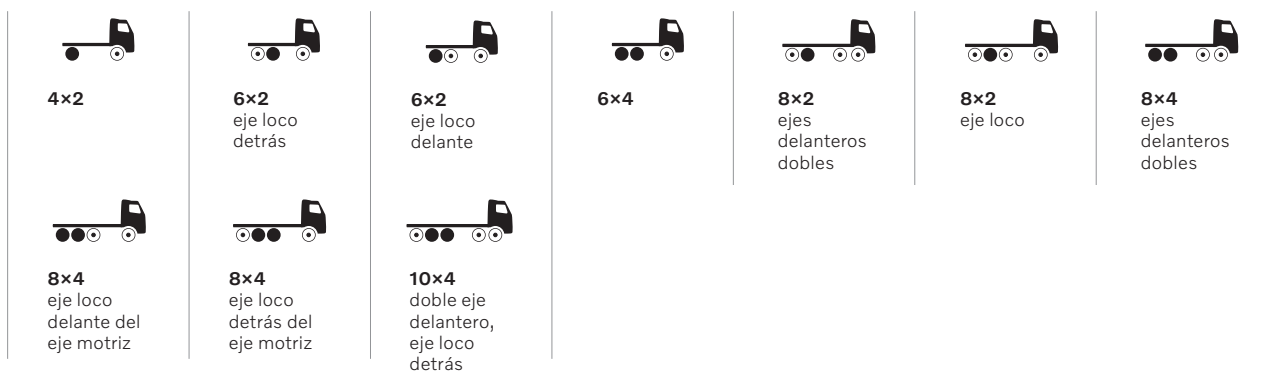 4×2
6×2
eje loco
detrás
6×2
eje loco
delante
6×4
8×2
ejes
delanteros
dobles
8×2
eje loco
8×4
ejes
delanteros
dobles
8×4
eje loco
delante del
eje motriz
8×4
eje loco
detrás del
eje motriz
10×4
doble eje
delantero,
eje loco
detrás